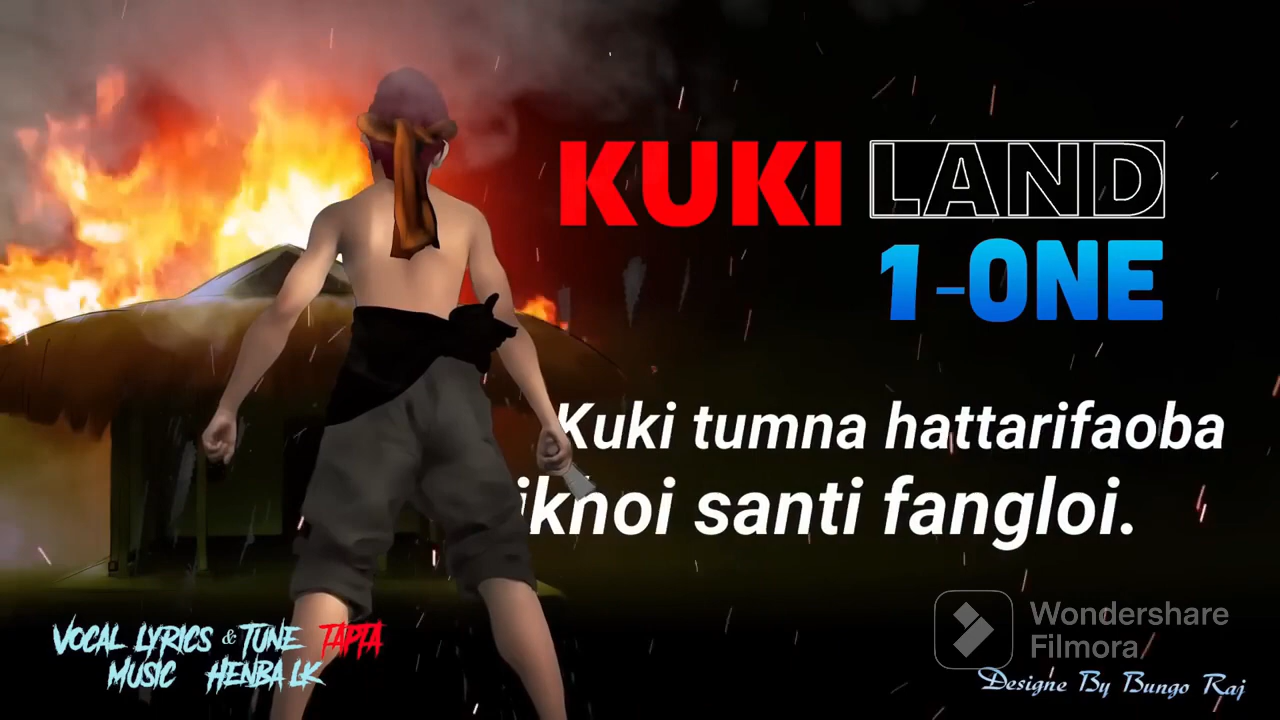 KUKI LAND
1-ONE
Kuki tumna hattarifaoba
iknoi santi fangloi.
VOCAL LYRICS & TUNE TAPTA
MUSIC HENBA LK
Wondershare
Filmora
Designe By Bungo Raj